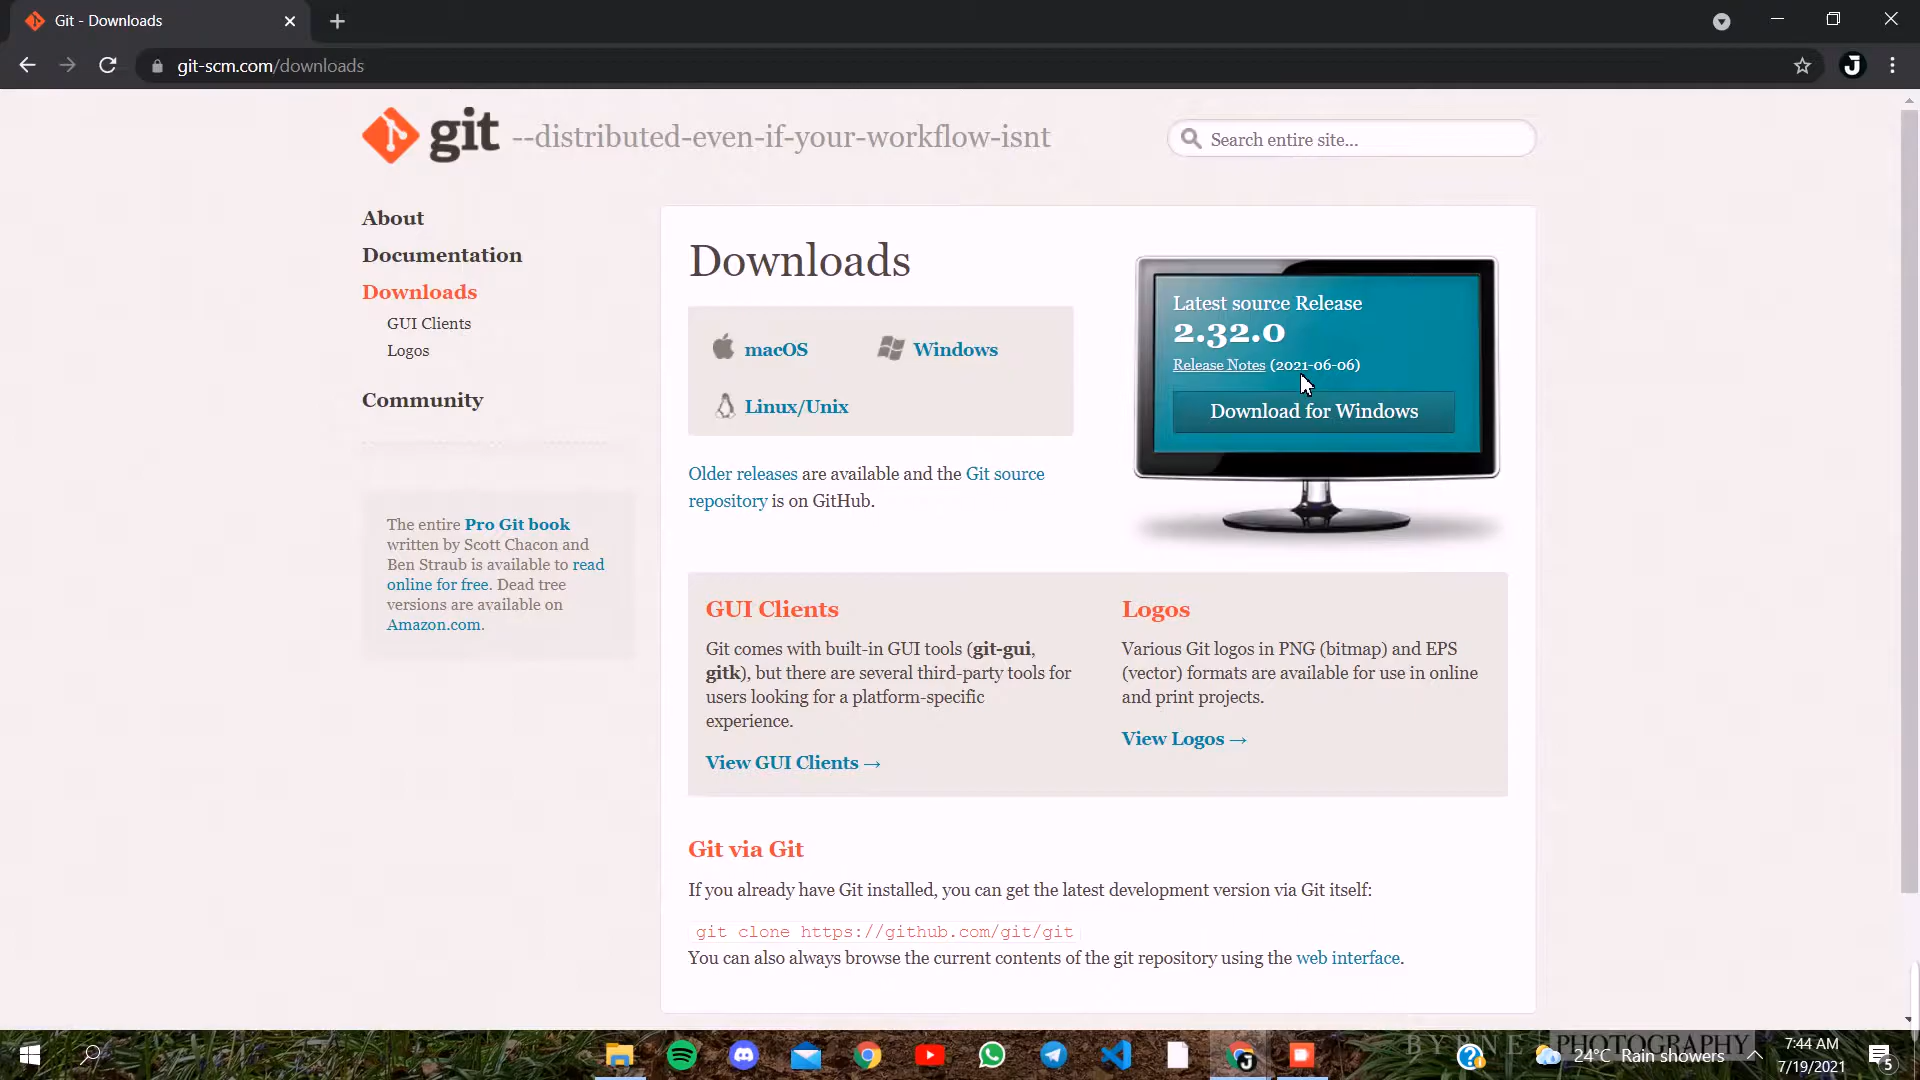 Git - Downloads
git-scm.com/downloads
git --distributed-even-if-your-workflow-isnt
Search entire site...
About
Documentation
Downloads
GUI Clients
Logos
Community
The entire Pro Git book
written by Scott Chacon and
Ben Straub is available to read
online for free. Dead tree
versions are available on
Amazon.com.
Downloads
macOS
Windows
Linux/Unix
Older releases are available and the Git source
repository is on GitHub.
Latest source Release
2.32.0
Release Notes (2021-06-06)
Download for Windows
GUI Clients
Git comes with built-in GUI tools (git-gui,
gitk), but there are several third-party tools for
users looking for a platform-specific
experience.
View GUI Clients →
Logos
Various Git logos in PNG (bitmap) and EPS
(vector) formats are available for use in online
and print projects.
View Logos →
Git via Git
If you already have Git installed, you can get the latest development version via Git itself:
git clone https://github.com/git/git
You can also always browse the current contents of the git repository using the web interface.
PHOTOGRAPHY
24°C Rain showers
7:44 AM
7/19/2021
5